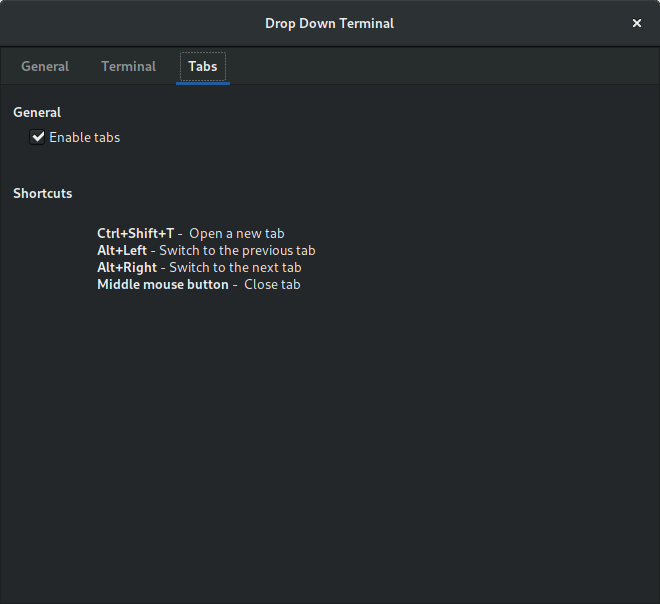 Drop Down Terminal
General Terminal Tabs
General
Enable tabs
Shortcuts
Ctrl+Shift+T - Open a new tab
Alt+Left - Switch to the previous tab
Alt+Right - Switch to the next tab
Middle mouse button - Close tab